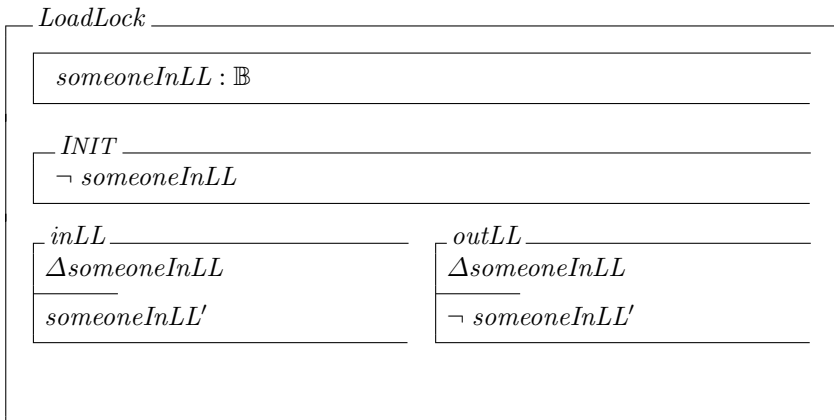 LoadLock
someoneInLL : 𝔹
INIT
¬ someoneInLL
inLL
ΔsomeoneInLL
someoneInLL′
outLL
ΔsomeoneInLL
¬ someoneInLL′